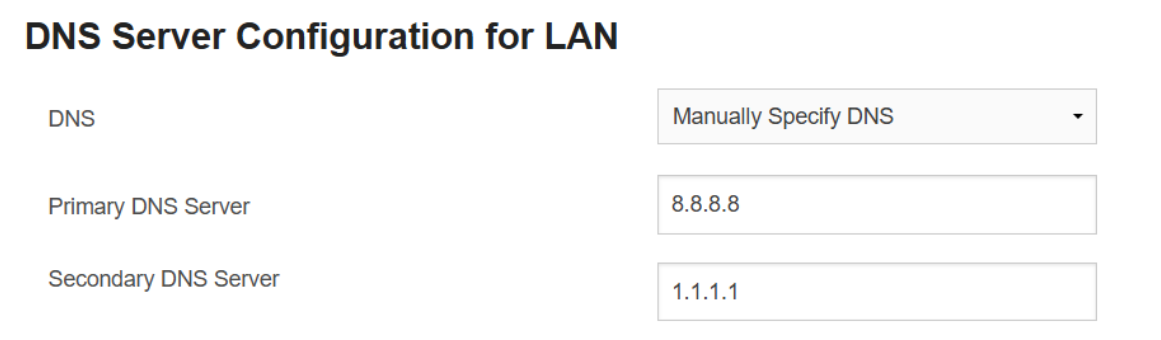 DNS Server Configuration for LAN
DNS
Manually Specify DNS
Primary DNS Server
8.8.8.8
Secondary DNS Server
1.1.1.1